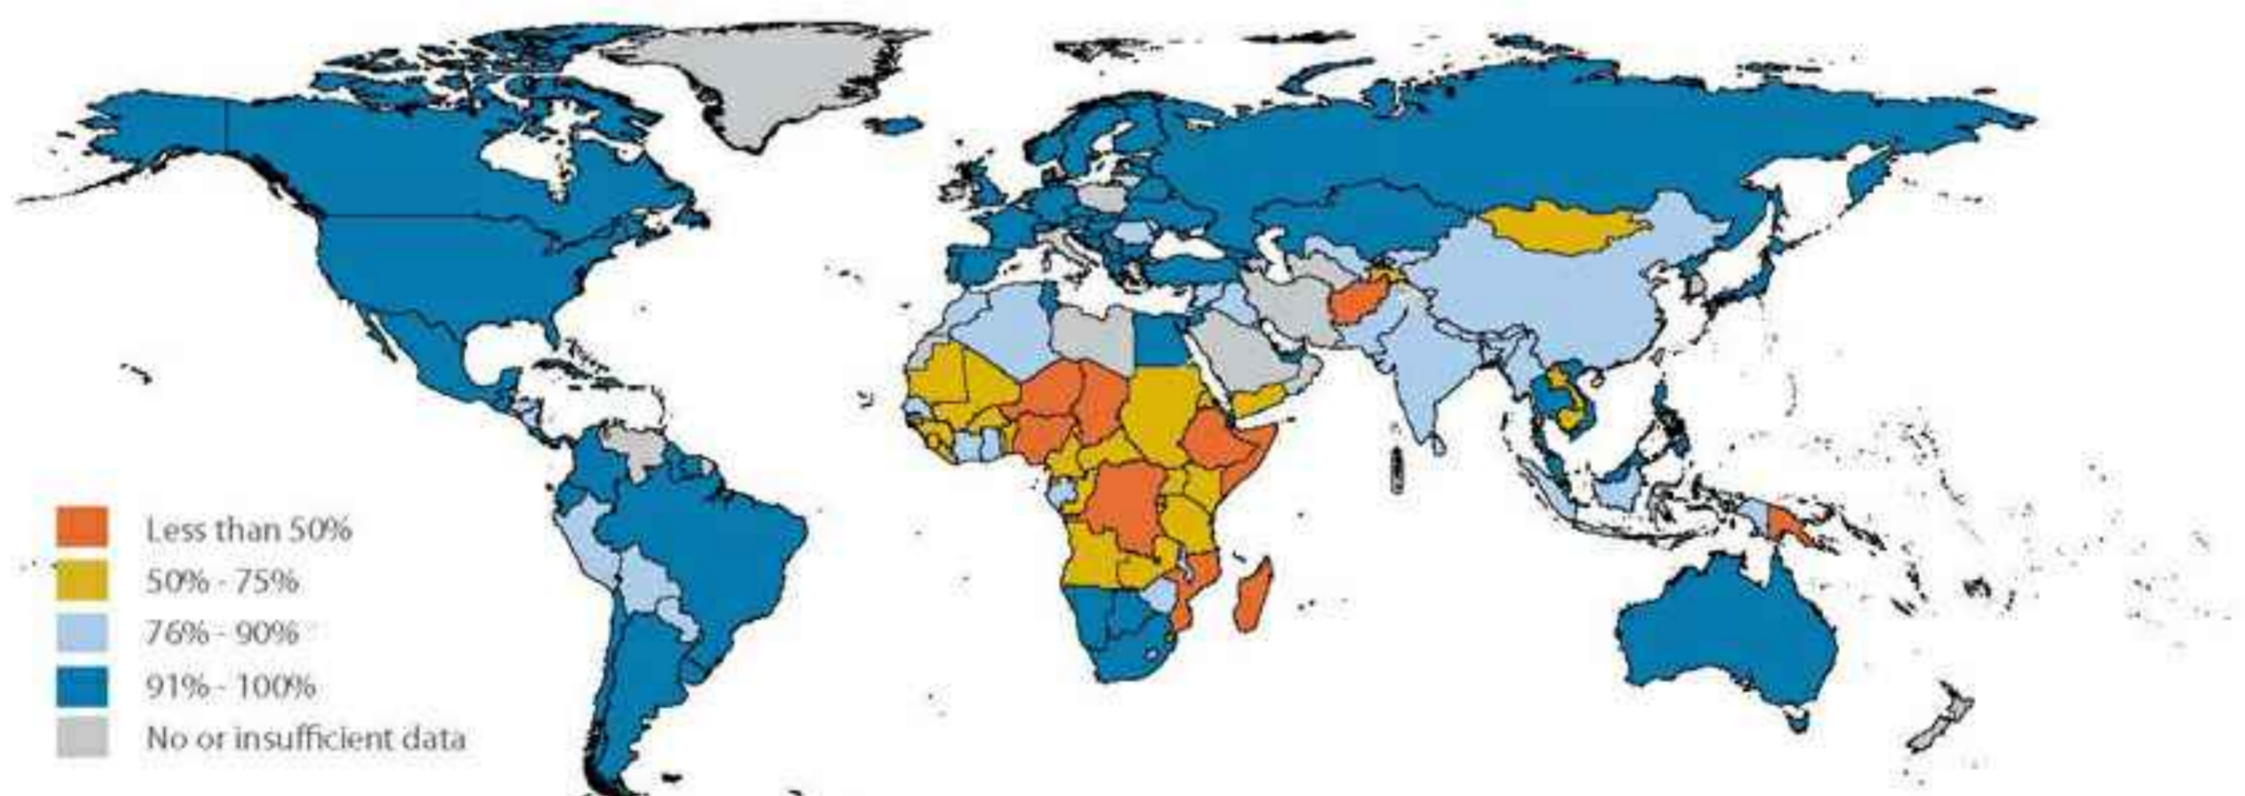 Less than 50%
50% - 75%
76% - 90%
91% - 100%
No or insufficient data